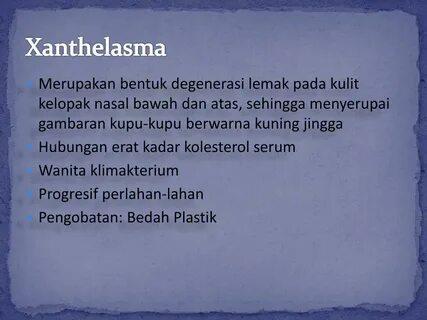 Xanthelasma
Merupakan bentuk degenerasi lemak pada kulit
kelopak nasal bawah dan atas, sehingga menyerupai
gambaran kupu-kupu berwarna kuning jingga
Hubungan erat kadar kolesterol serum
Wanita klimakterium
Progresif perlahan-lahan
Pengobatan: Bedah Plastik